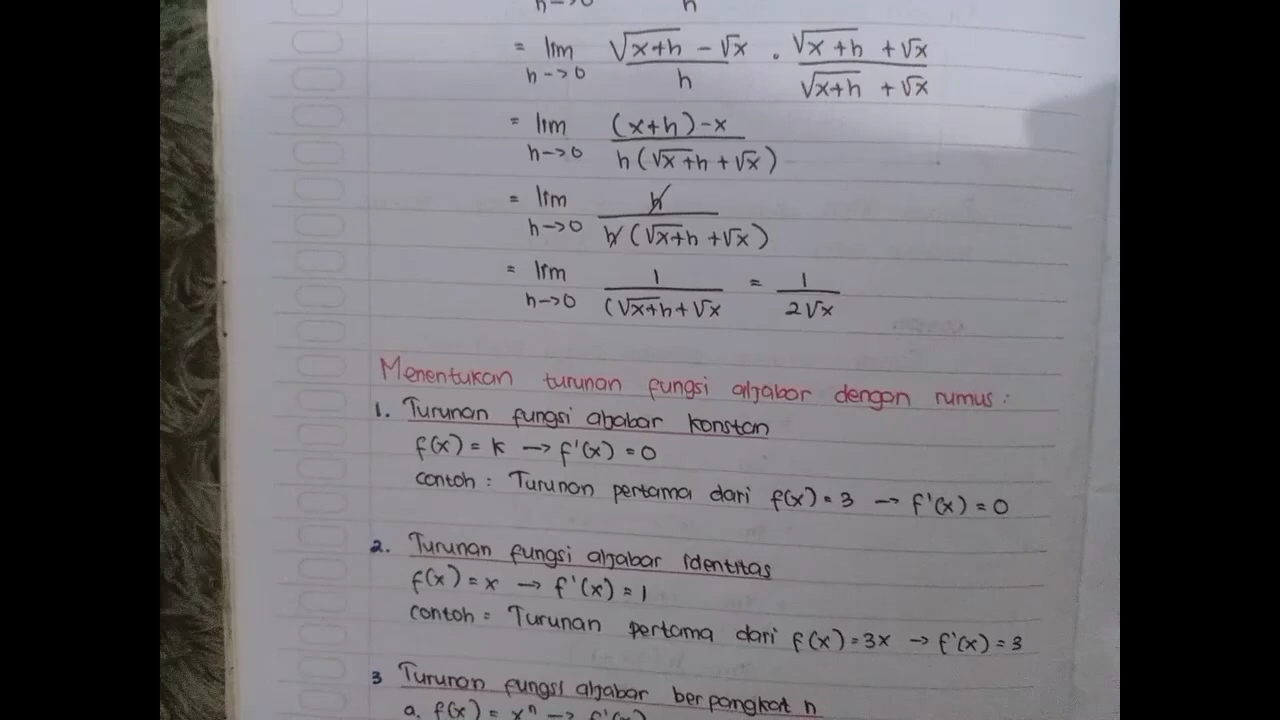 h->0 h
= lim h->0 √x+h - √x / h . √x+h + √x / √x+h + √x
= lim h->0 (x+h)-x / h(√x+h + √x)
= lim h->0 h / h(√x+h + √x)
= lim h->0 1 / (√x+h + √x = 1 / 2√x
Menentukan turunan fungsi aljabar dengan rumus :
1. Turunan fungsi aljabar konstan
f(x) = k -> f'(x) = 0
contoh : Turunan pertama dari f(x) = 3 -> f'(x) = 0
2. Turunan fungsi aljabar identitas
f(x) = x -> f'(x) = 1
contoh = Turunan pertama dari f(x) = 3x -> f'(x) = 3
3 Turunan fungsi aljabar berpangkat n
a. f(x) = xⁿ -> f'(x)